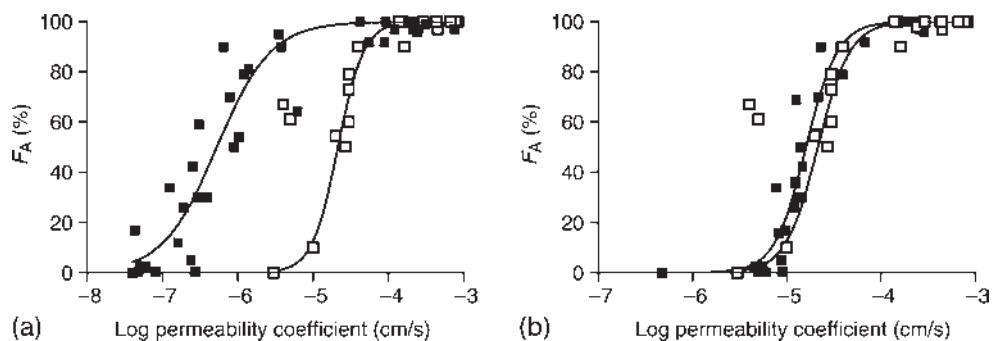 100
80
60
40
20
0
F_A (%)
−8 −7 −6 −5 −4 −3
(a) Log permeability coefficient (cm/s)
100
80
60
40
20
0
F_A (%)
−7 −6 −5 −4 −3
(b) Log permeability coefficient (cm/s)